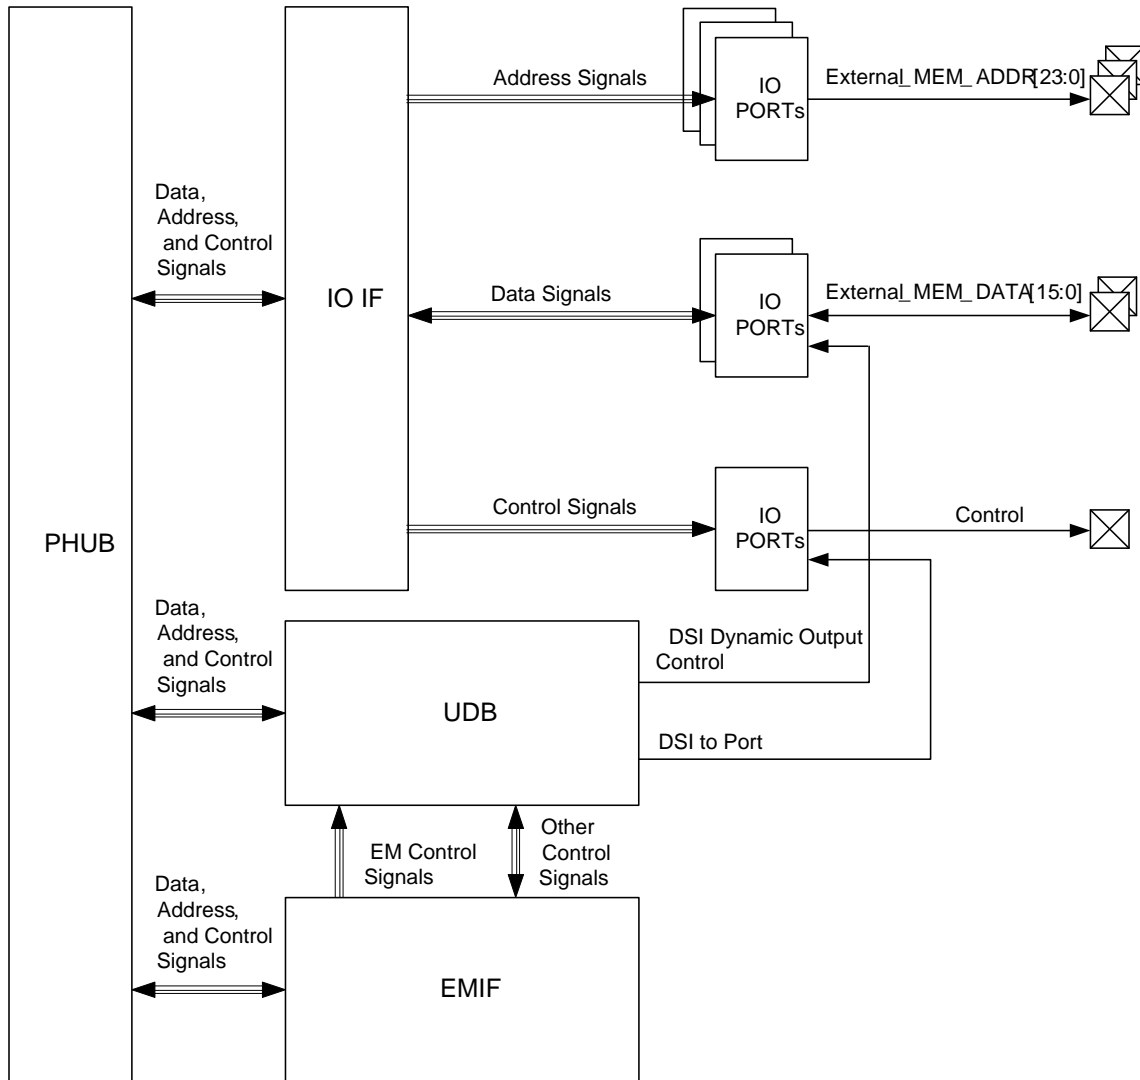 Address Signals
IO
PORTs
External_MEM_ADDR[23:0]
Data,
Address,
and Control
Signals
IO IF
Data Signals
IO
PORTs
External_MEM_DATA[15:0]
Control Signals
IO
PORTs
Control
PHUB
Data,
Address,
and Control
Signals
UDB
DSI Dynamic Output
Control
DSI to Port
EM Control
Signals
Other
Control
Signals
Data,
Address,
and Control
Signals
EMIF